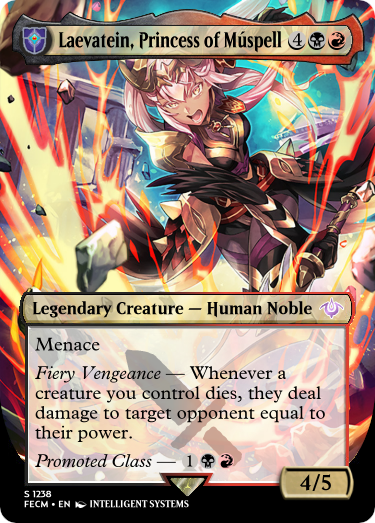 Laevatein, Princess of Múspell 4
Legendary Creature — Human Noble
Menace
Fiery Vengeance — Whenever a
creature you control dies, they deal
damage to target opponent equal to
their power.
Promoted Class — 1
4/5
S 1238
FECM • EN INTELLIGENT SYSTEMS